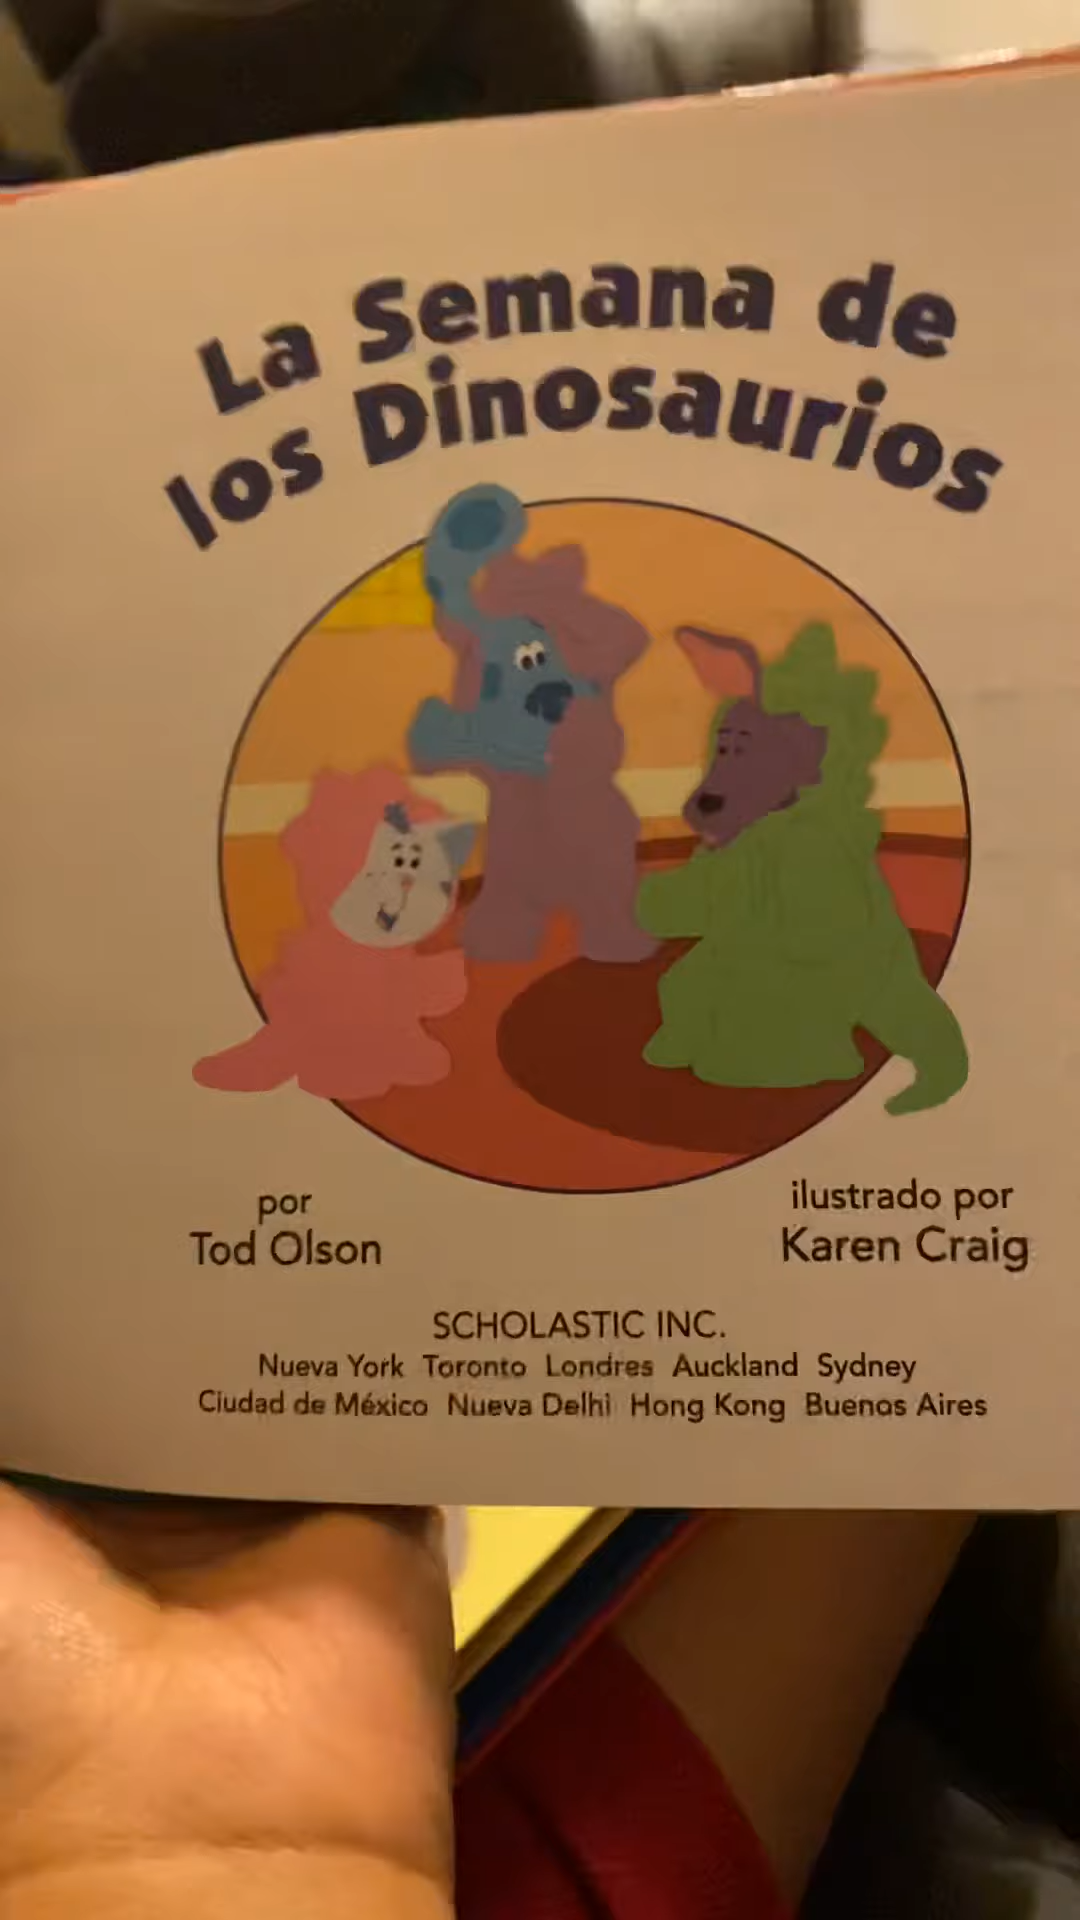 La Semana de
los Dinosaurios
por
Tod Olson
ilustrado por
Karen Craig
SCHOLASTIC INC.
Nueva York Toronto Londres Auckland Sydney
Ciudad de México Nueva Delhi Hong Kong Buenos Aires